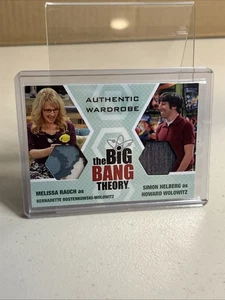 AUTHENTIC
WARDROBE
the BIG
BANG
THEORY
MELISSA RAUCH as
BERNADETTE ROSTENKOWSKI-WOLOWITZ
SIMON HELBERG as
HOWARD WOLOWITZ